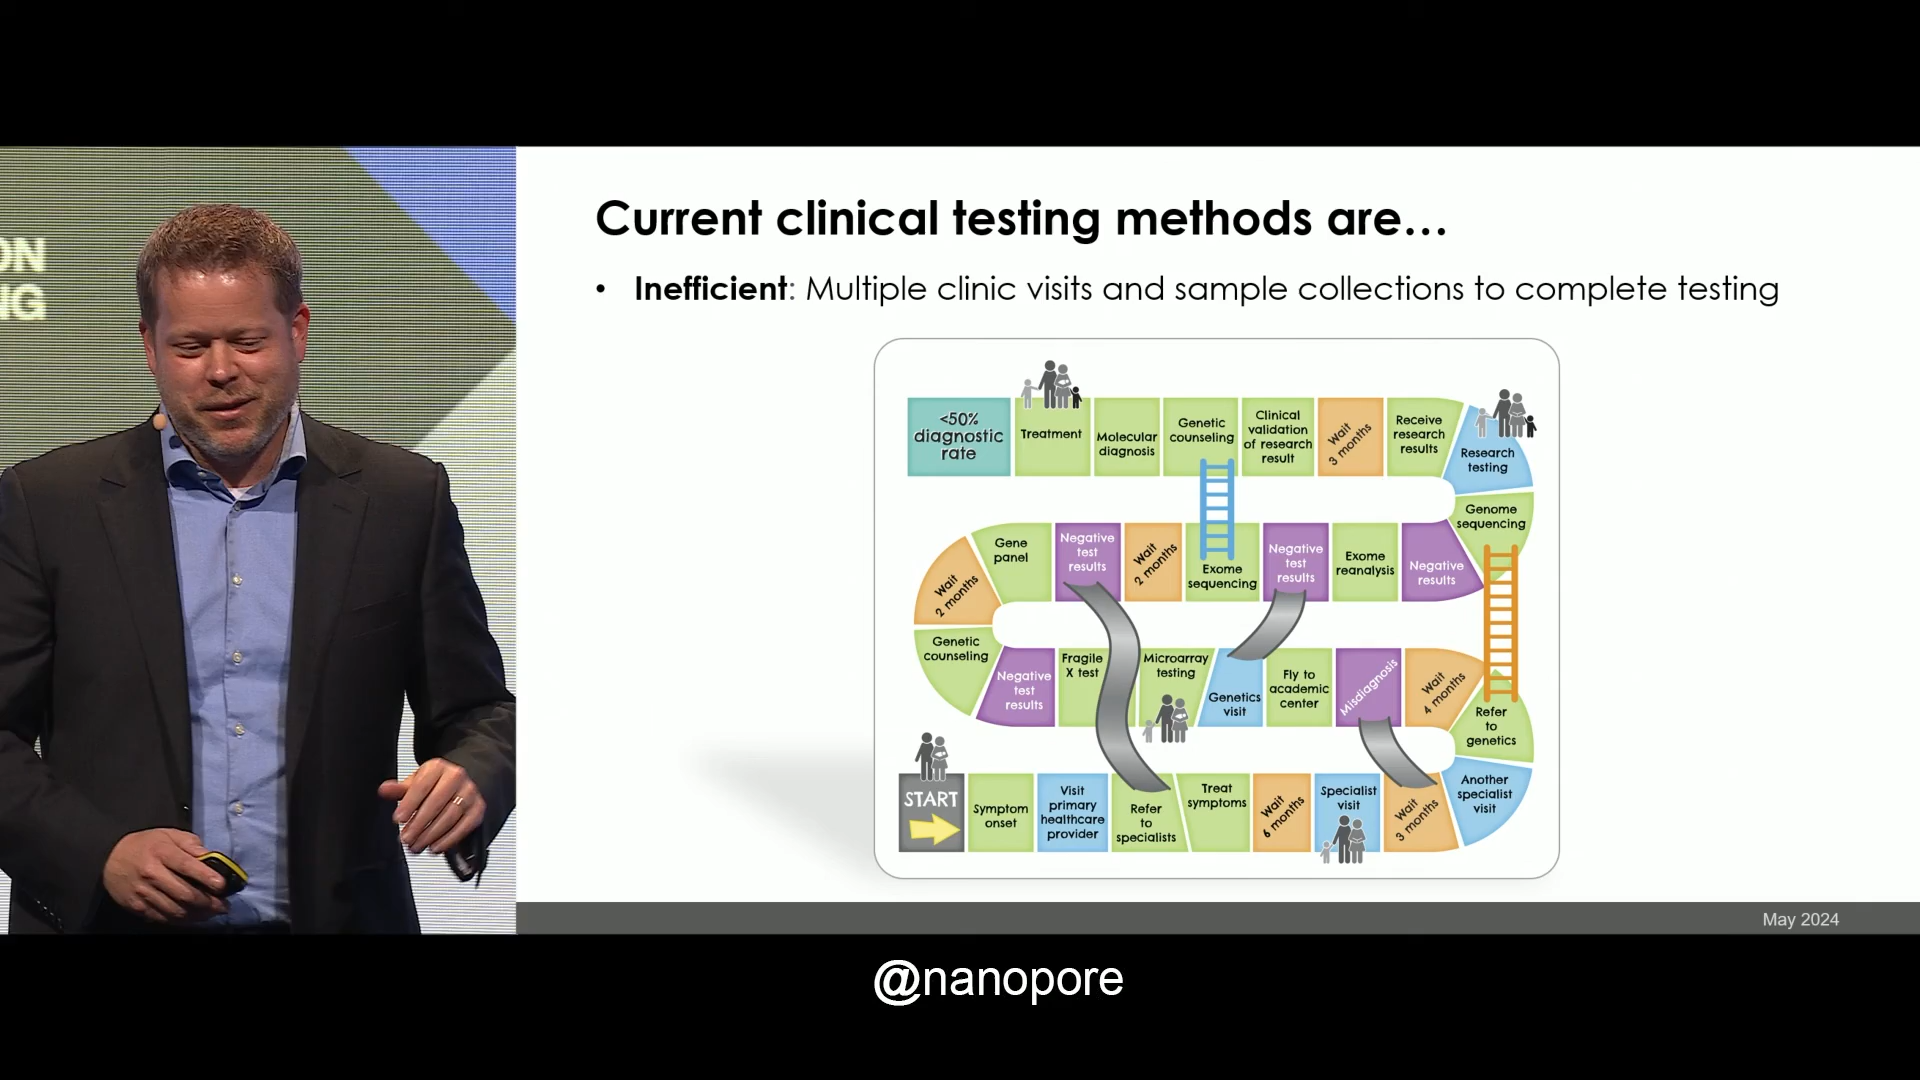 ON
NG
Current clinical testing methods are…
• Inefficient: Multiple clinic visits and sample collections to complete testing
<50%
diagnostic
rate
Treatment
Molecular
diagnosis
Genetic
counseling
Clinical
validation
of research
result
Wait
3 months
Receive
research
results
Research
testing
Genome
sequencing
Wait
2 months
Gene
panel
Negative
test
results
Wait
2 months
Exome
sequencing
Negative
test
results
Exome
reanalysis
Negative
results
Genetic
counseling
Negative
test
results
Fragile
X test
Microarray
testing
Genetics
visit
Fly to
academic
center
Misdiagnosis
Wait
4 months
Refer
to
genetics
START
Symptom
onset
Visit
primary
healthcare
provider
Refer
to
specialists
Treat
symptoms
Wait
6 months
Specialist
visit
Wait
3 months
Another
specialist
visit
May 2024
@nanopore